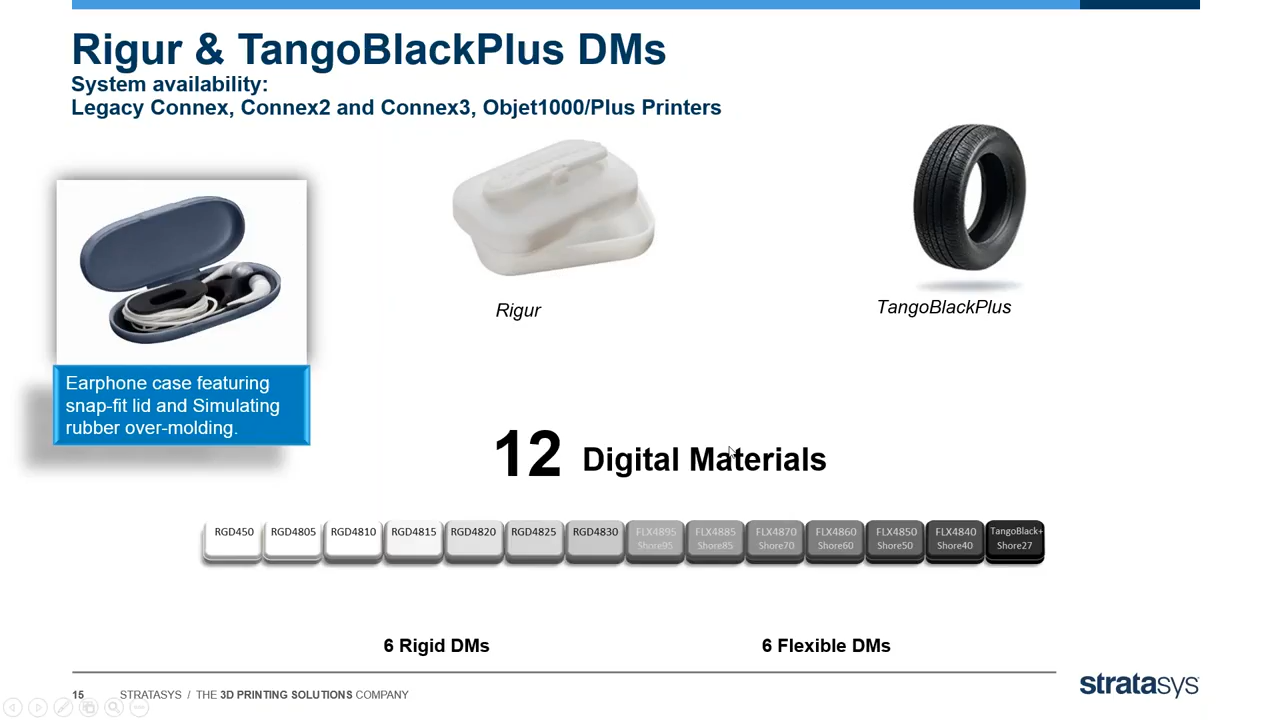 Rigur & TangoBlackPlus DMs
System availability:
Legacy Connex, Connex2 and Connex3, Objet1000/Plus Printers
Rigur
TangoBlackPlus
Earphone case featuring
snap-fit lid and Simulating
rubber over-molding.
12 Digital Materials
RGD450
RGD4805
RGD4810
RGD4815
RGD4820
RGD4825
RGD4830
FLX4895
Shore95
FLX4885
Shore85
FLX4870
Shore70
FLX4860
Shore60
FLX4850
Shore50
FLX4840
Shore40
TangoBlack+
Shore27
6 Rigid DMs
6 Flexible DMs
15 STRATASYS / THE 3D PRINTING SOLUTIONS COMPANY
stratasys